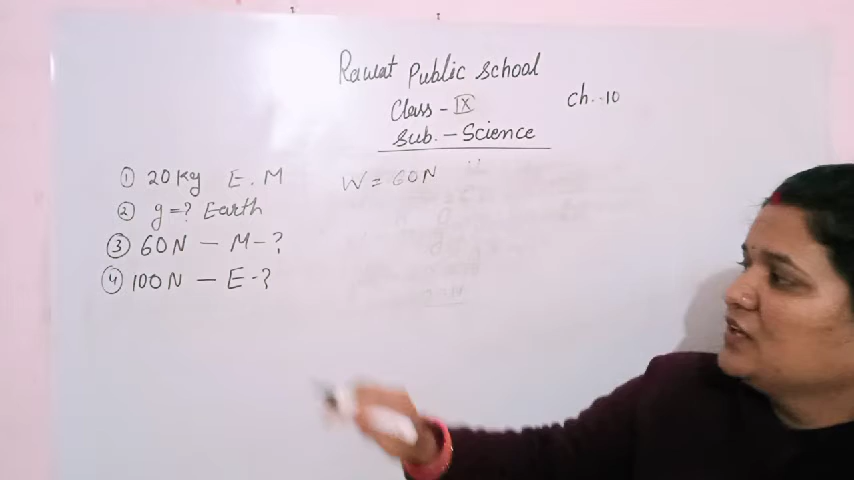 Rawat Public School
Class - IX
Ch.-10
Sub. - Science
① 20 Kg E. M
② g = ? Earth
③ 60N - M - ?
④ 100N - E - ?
W = 60N